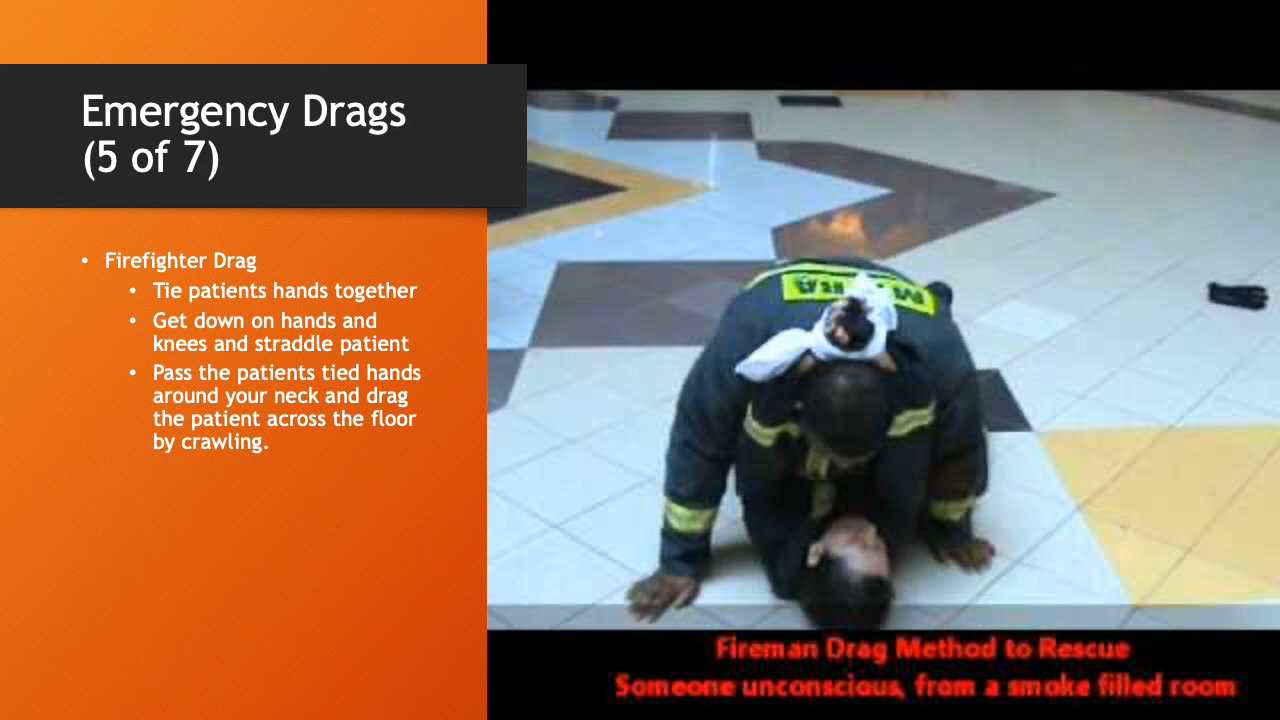 Emergency Drags
(5 of 7)
• Firefighter Drag
• Tie patients hands together
• Get down on hands and
knees and straddle patient
• Pass the patients tied hands
around your neck and drag
the patient across the floor
by crawling.
Fireman Drag Method to Rescue
Someone unconscious, from a smoke filled room